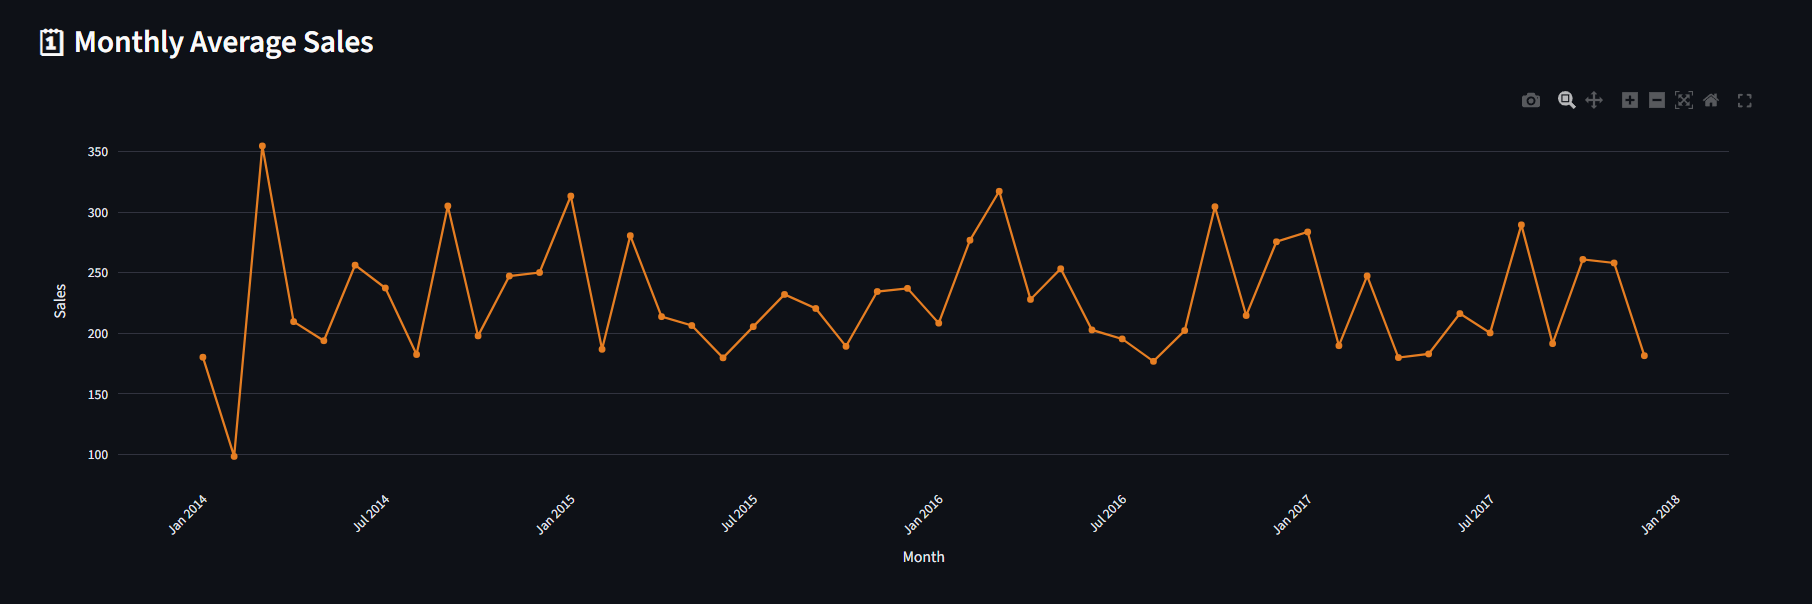 Monthly Average Sales
350
300
250
200
150
100
Sales
Jan 2014
Jul 2014
Jan 2015
Jul 2015
Jan 2016
Jul 2016
Jan 2017
Jul 2017
Jan 2018
Month